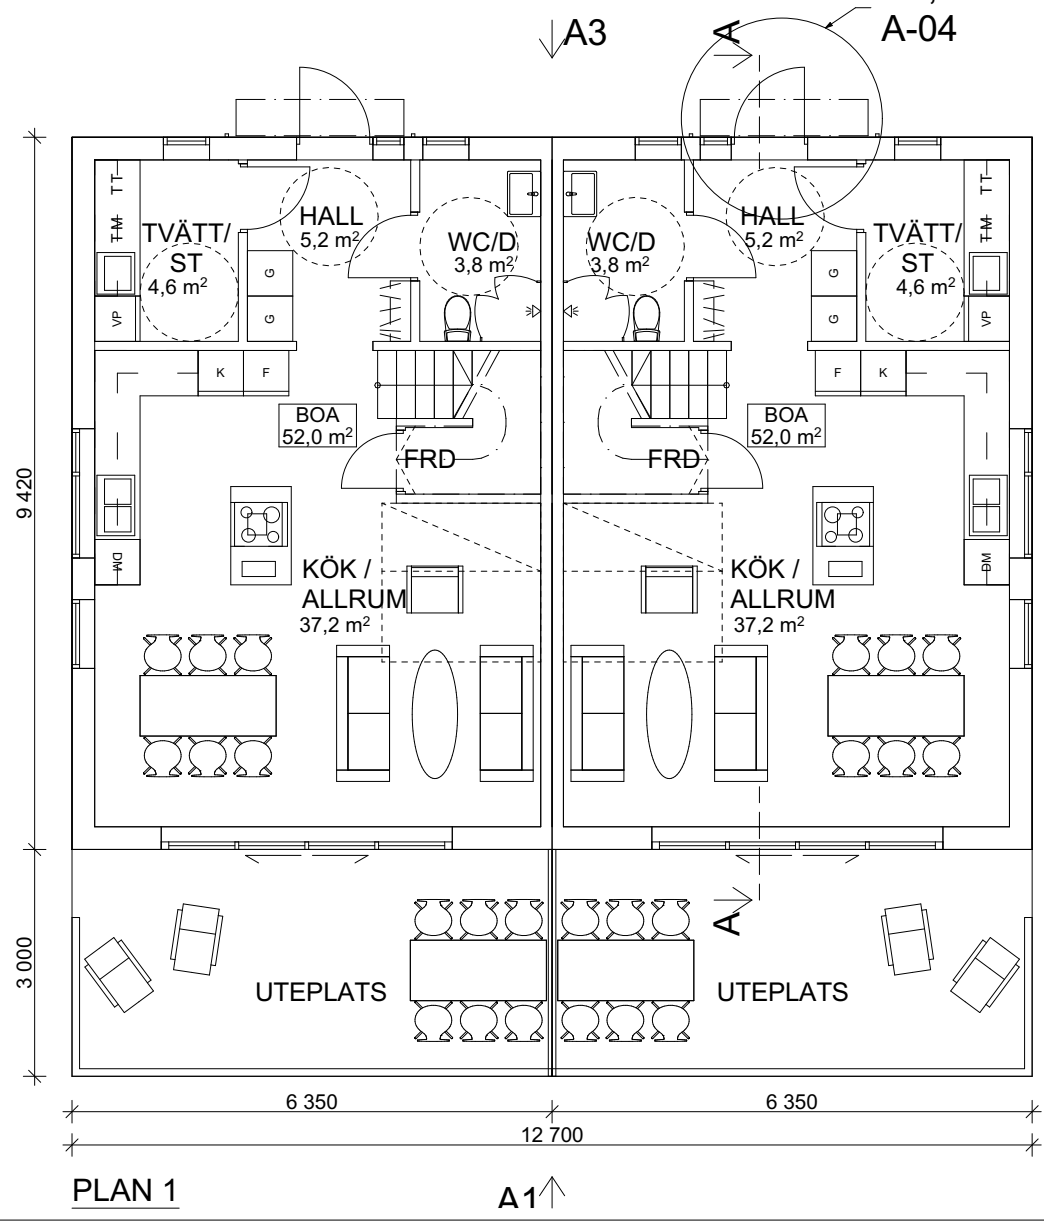 A3
A
A-04
TT
TM
TVÄTT/
ST
4,6 m²
VP
HALL
5,2 m²
G
G
WC/D
3,8 m²
WC/D
3,8 m²
HALL
5,2 m²
G
G
TVÄTT/
ST
4,6 m²
TT
TM
VP
K
F
BOA
52,0 m²
FRD
FRD
BOA
52,0 m²
F
K
9 420
DM
KÖK /
ALLRUM
37,2 m²
KÖK /
ALLRUM
37,2 m²
DM
3 000
UTEPLATS
UTEPLATS
A
6 350
6 350
12 700
PLAN 1
A1